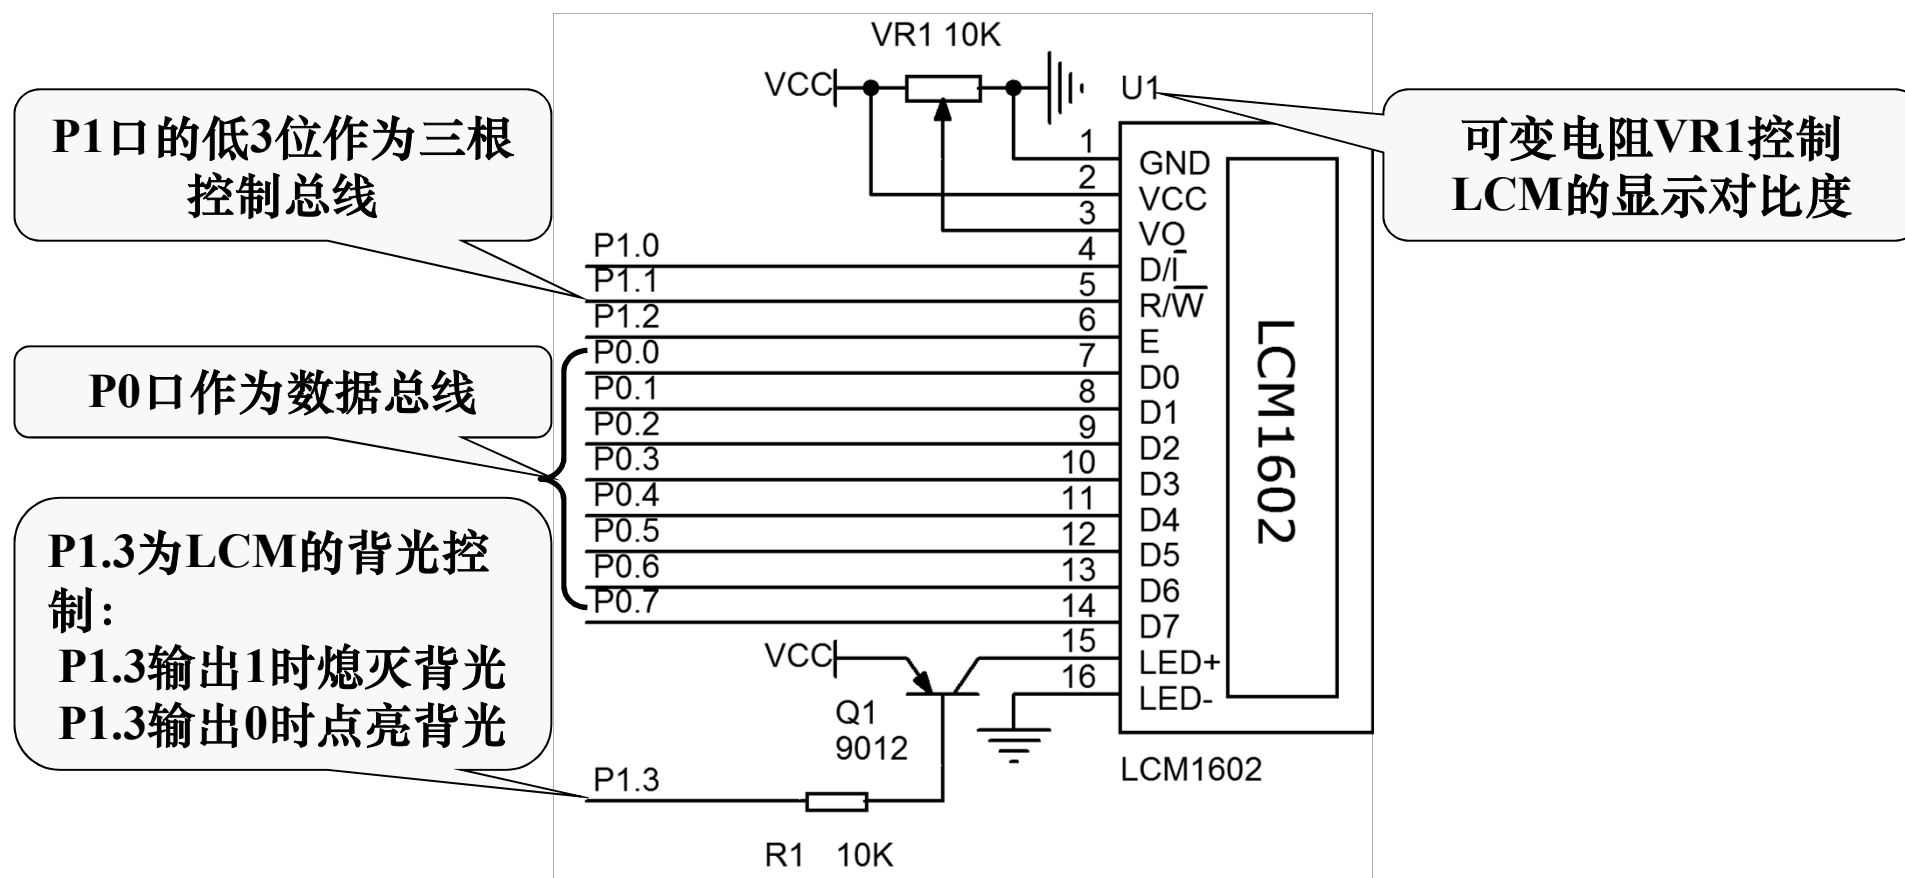 VR1 10K
VCC
U1
P1口的低3位作为三根
控制总线
可变电阻VR1控制
LCM的显示对比度
1
GND
2
VCC
3
VO
P1.0
4
D/I
P1.1
5
R/W
P1.2
6
E
P0口作为数据总线
P0.0
7
D0
P0.1
8
D1
P0.2
9
D2
P0.3
10
D3
P0.4
11
D4
P0.5
12
D5
P0.6
13
D6
P0.7
14
D7
LCM1602
P1.3为LCM的背光控
制：
P1.3输出1时熄灭背光
P1.3输出0时点亮背光
VCC
15
LED+
16
LED-
Q1
9012
LCM1602
P1.3
R1 10K